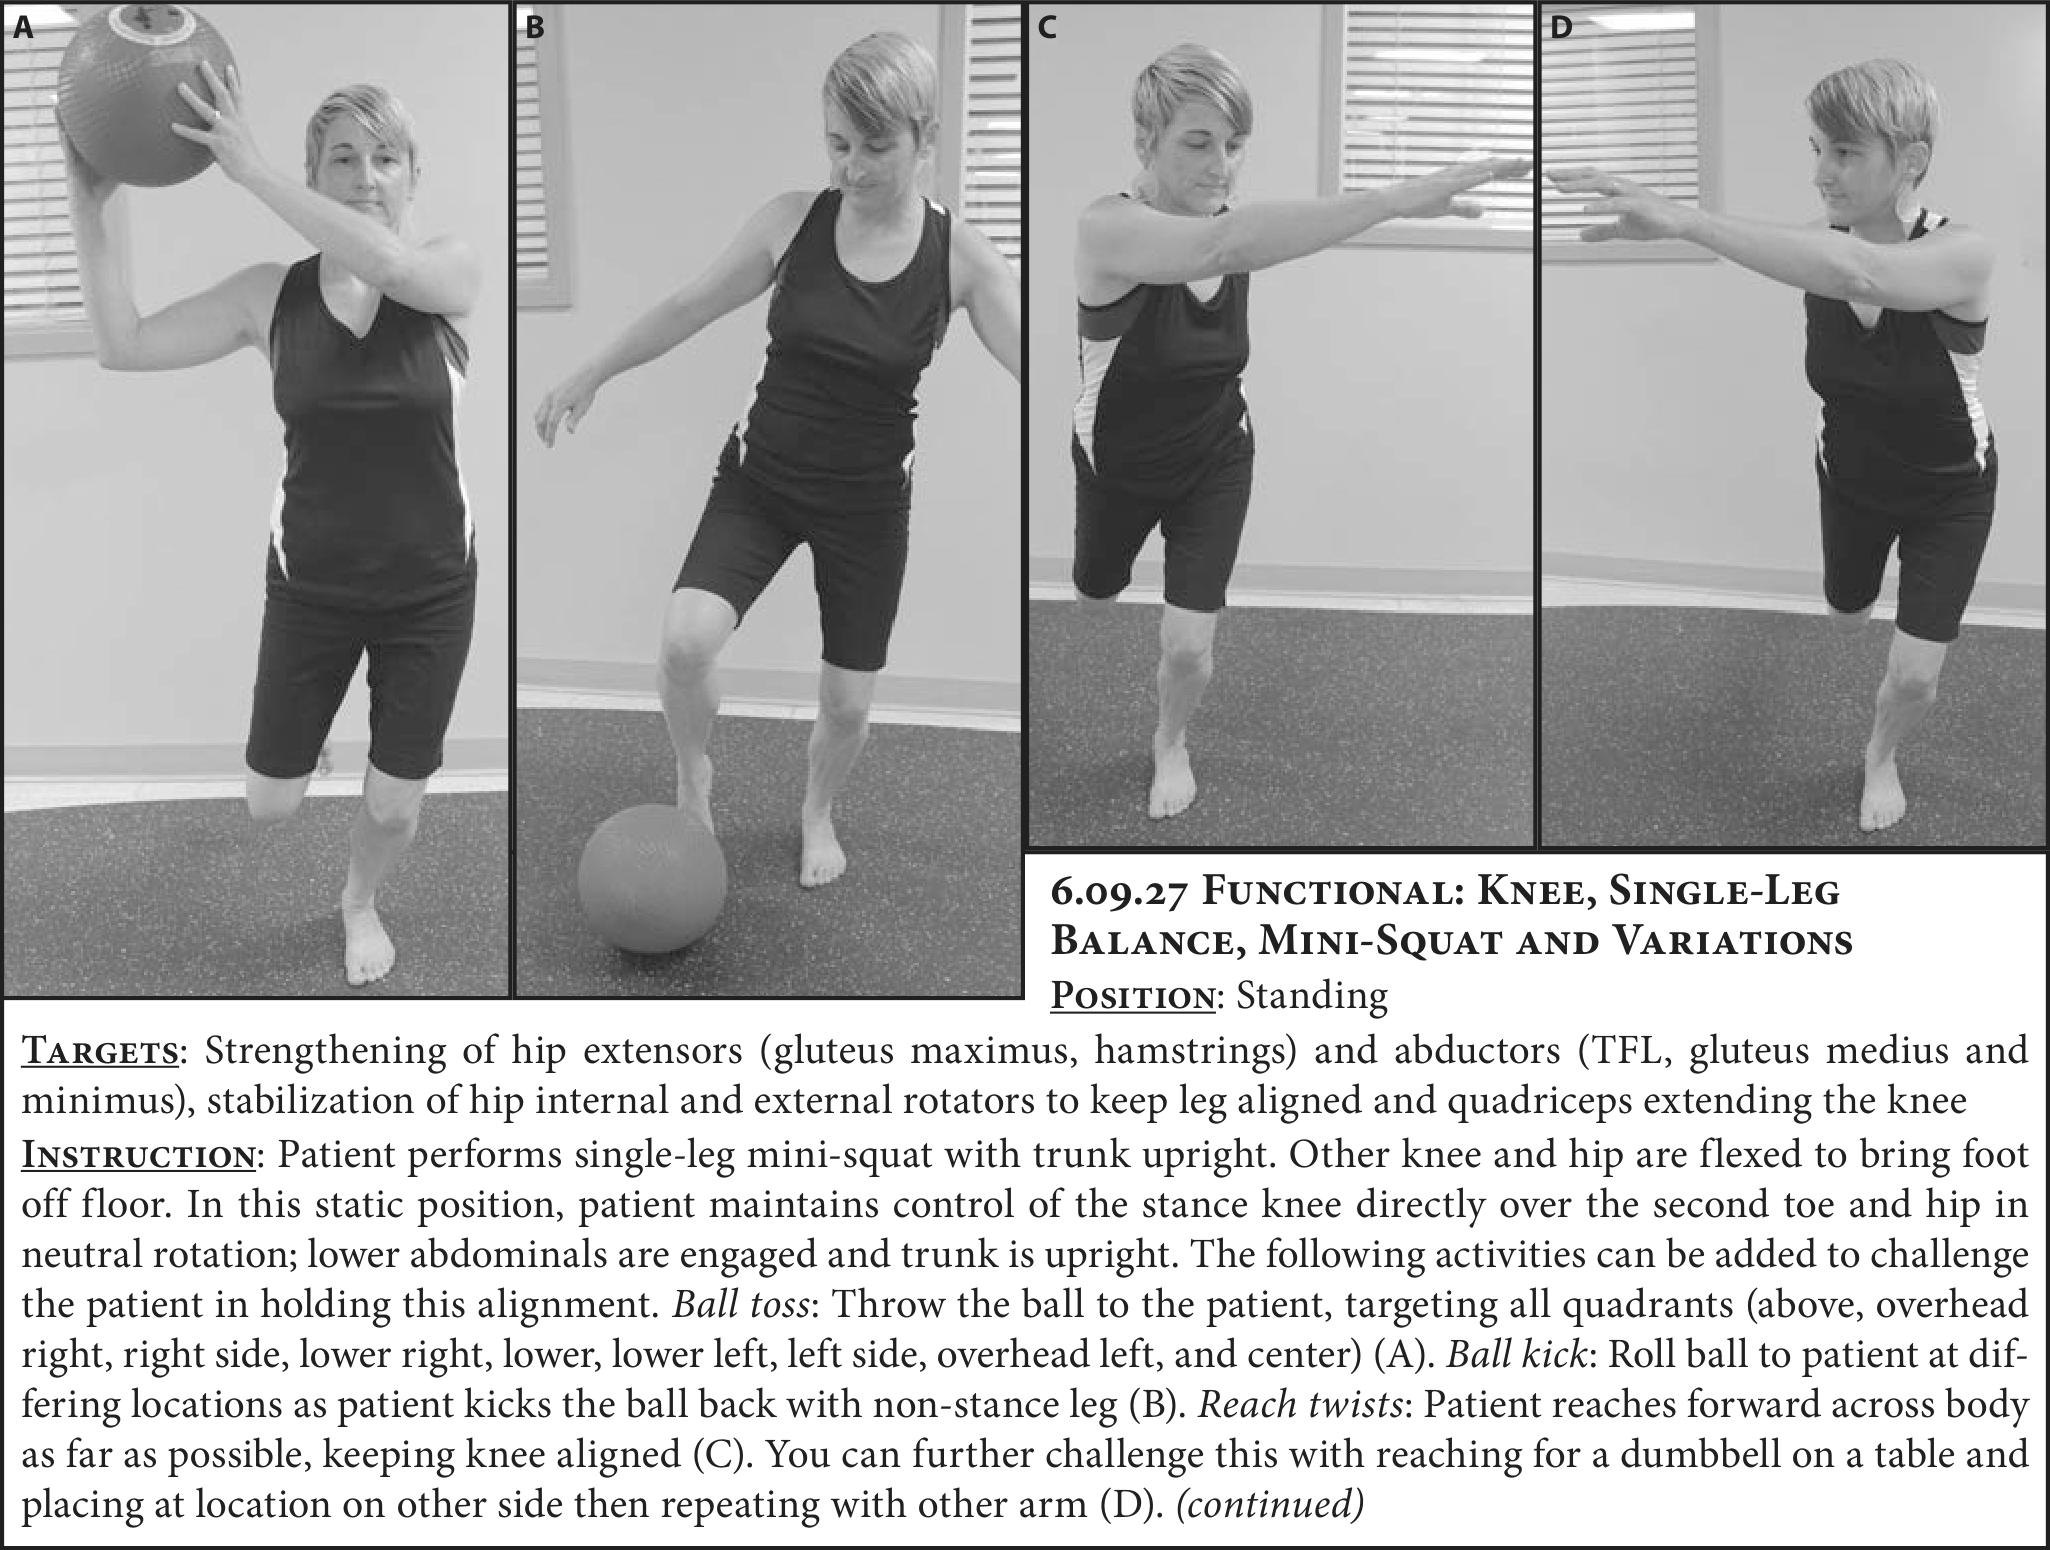 A
B
C
D
6.09.27 Functional: Knee, Single-Leg
Balance, Mini-Squat and Variations
Position: Standing
Targets: Strengthening of hip extensors (gluteus maximus, hamstrings) and abductors (TFL, gluteus medius and
minimus), stabilization of hip internal and external rotators to keep leg aligned and quadriceps extending the knee
Instruction: Patient performs single-leg mini-squat with trunk upright. Other knee and hip are flexed to bring foot
off floor. In this static position, patient maintains control of the stance knee directly over the second toe and hip in
neutral rotation; lower abdominals are engaged and trunk is upright. The following activities can be added to challenge
the patient in holding this alignment. Ball toss: Throw the ball to the patient, targeting all quadrants (above, overhead
right, right side, lower right, lower, lower left, left side, overhead left, and center) (A). Ball kick: Roll ball to patient at dif-
fering locations as patient kicks the ball back with non-stance leg (B). Reach twists: Patient reaches forward across body
as far as possible, keeping knee aligned (C). You can further challenge this with reaching for a dumbbell on a table and
placing at location on other side then repeating with other arm (D). (continued)